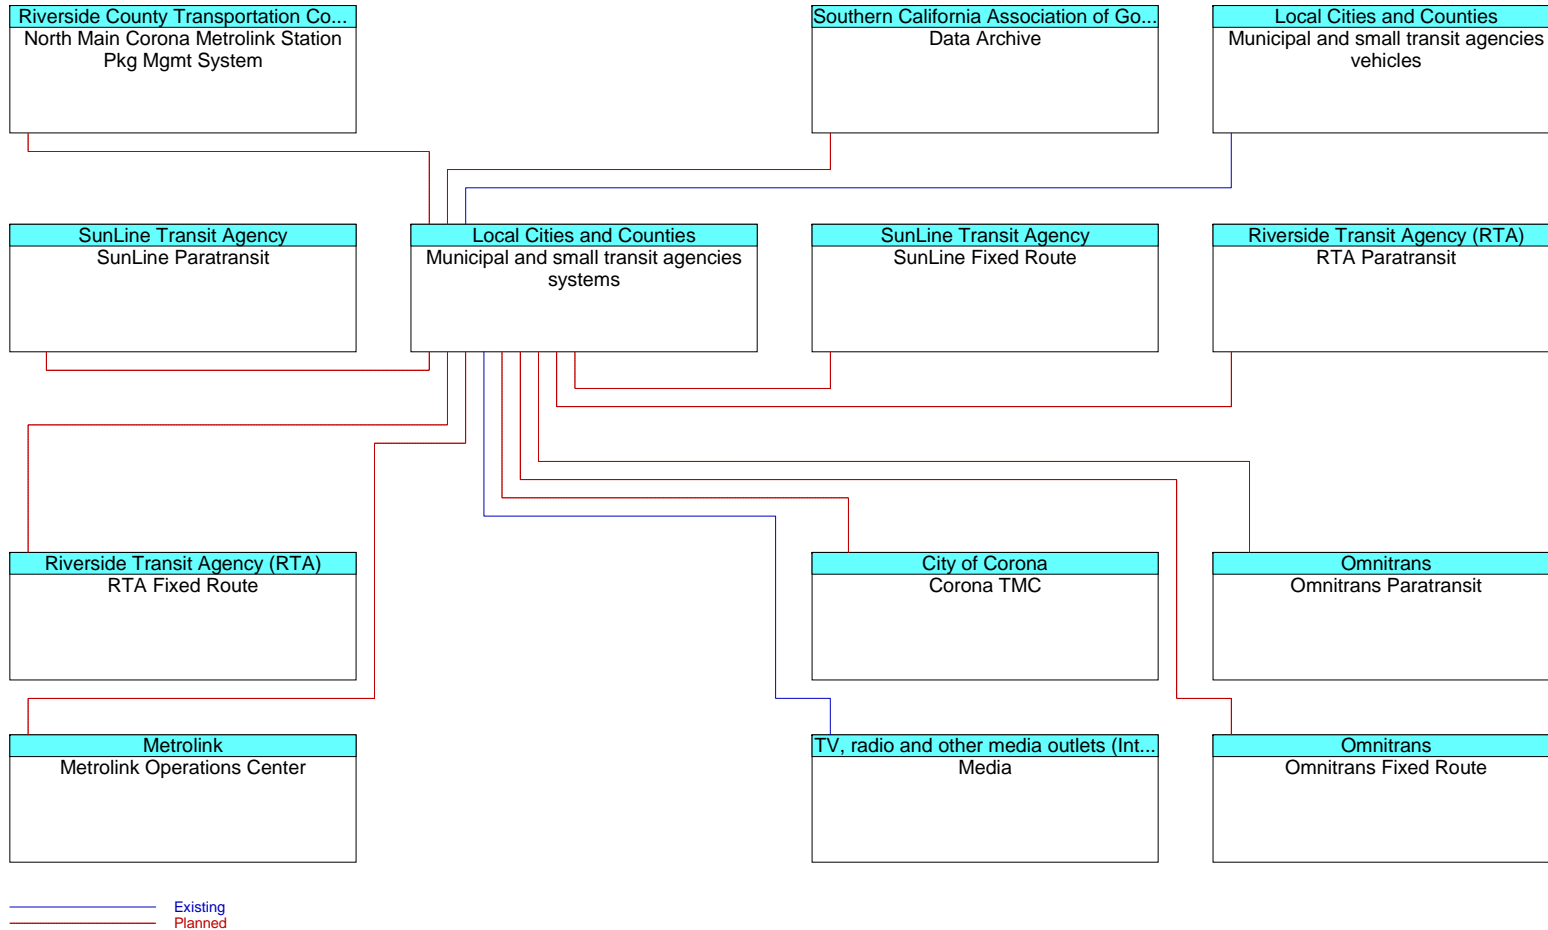 Riverside County Transportation Co...
North Main Corona Metrolink Station
Pkg Mgmt System
Southern California Association of Go...
Data Archive
Local Cities and Counties
Municipal and small transit agencies
vehicles
SunLine Transit Agency
SunLine Paratransit
Local Cities and Counties
Municipal and small transit agencies
systems
SunLine Transit Agency
SunLine Fixed Route
Riverside Transit Agency (RTA)
RTA Paratransit
Riverside Transit Agency (RTA)
RTA Fixed Route
City of Corona
Corona TMC
Omnitrans
Omnitrans Paratransit
Metrolink
Metrolink Operations Center
TV, radio and other media outlets (Int...
Media
Omnitrans
Omnitrans Fixed Route
Existing
Planned